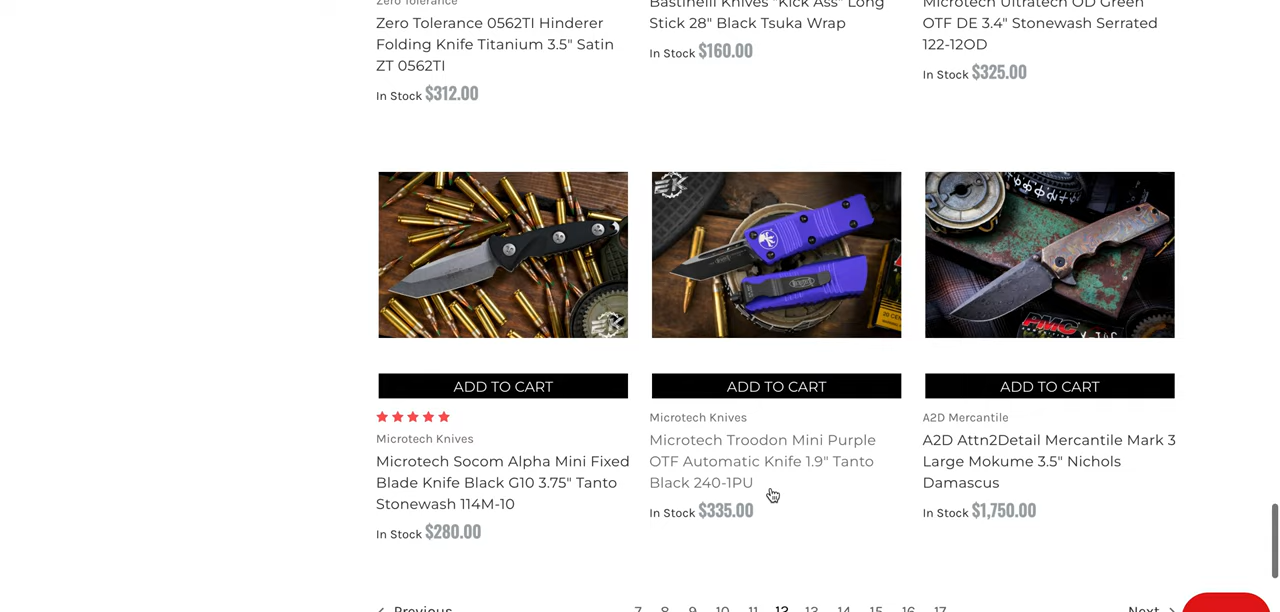 Zero Tolerance
Zero Tolerance 0562TI Hinderer
Folding Knife Titanium 3.5" Satin
ZT 0562TI
In Stock $312.00
Bastinelli Knives "Kick Ass" Long
Stick 28" Black Tsuka Wrap
In Stock $160.00
Microtech Ultratech OD Green
OTF DE 3.4" Stonewash Serrated
122-12OD
In Stock $325.00
EK
EK
PMC
X-TAC
ADD TO CART
ADD TO CART
ADD TO CART
Microtech Knives
Microtech Socom Alpha Mini Fixed
Blade Knife Black G10 3.75" Tanto
Stonewash 114M-10
In Stock $280.00
Microtech Knives
Microtech Troodon Mini Purple
OTF Automatic Knife 1.9" Tanto
Black 240-1PU
In Stock $335.00
A2D Mercantile
A2D Attn2Detail Mercantile Mark 3
Large Mokume 3.5" Nichols
Damascus
In Stock $1,750.00
Previous 7 8 9 10 11 12 13 14 15 16 17 Next